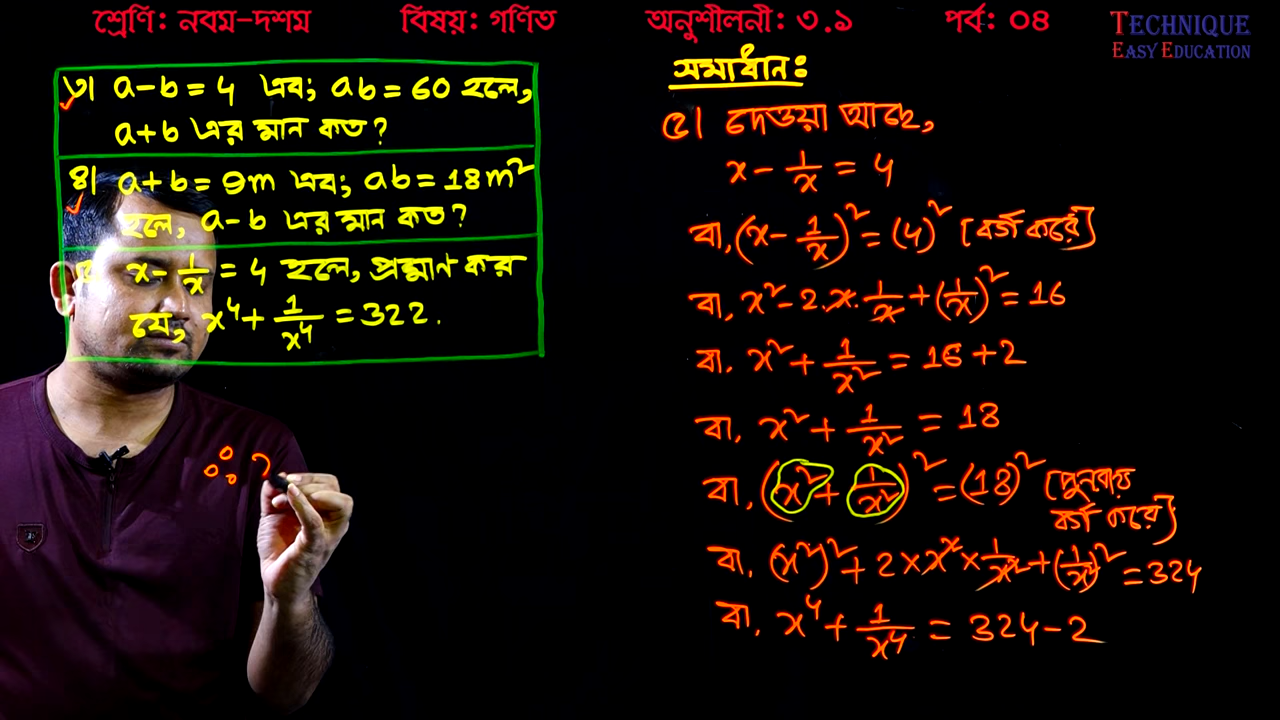 শ্রেণি: নবম-দশম বিষয়: গণিত অনুশীলনী: ৩.১ পর্ব: ০৪
TECHNIQUE
EASY EDUCATION
৩। a-b = 4 এবং ab = 60 হলে,
a+b এর মান কত?
৪। a+b = 9m এবং ab = 18m²
হলে, a-b এর মান কত?
x - 1/x = 4 হলে, প্রমান কর
যে, x⁴ + 1/x⁴ = 322.
∴
সমাধান:
৫। দেওয়া আছে,
x - 1/x = 4
বা, (x - 1/x)² = (4)² [বর্গ করে]
বা, x² - 2.x.1/x + (1/x)² = 16
বা, x² + 1/x² = 16+2
বা, x² + 1/x² = 18
বা, (x² + 1/x²)² = (18)² [পুনরায়
বর্গ করে]
বা, (x²)² + 2×x²×1/x² + (1/x²)² = 324
বা, x⁴ + 1/x⁴ = 324-2